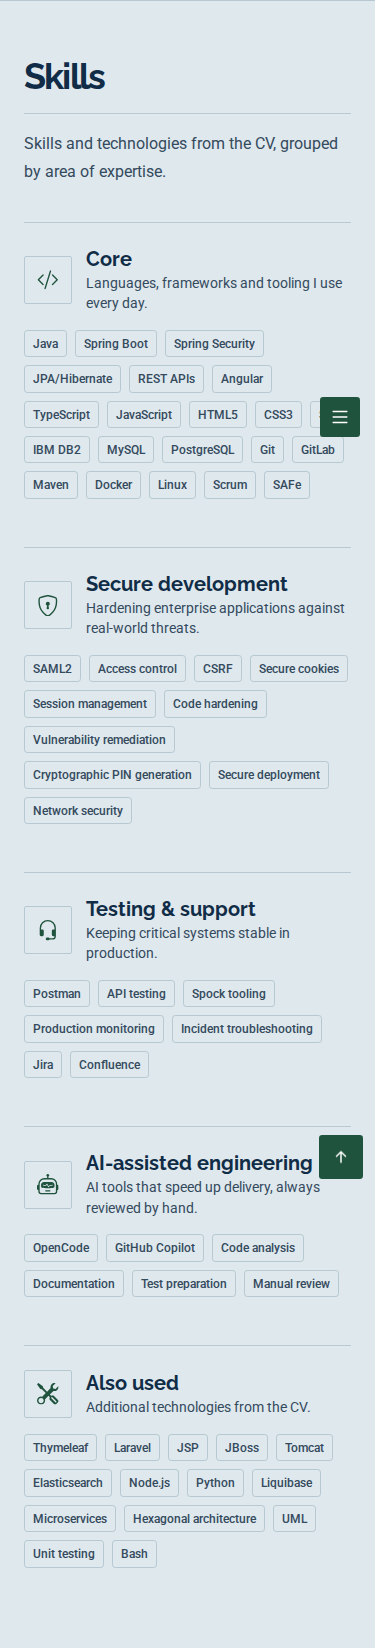 Skills
Skills and technologies from the CV, grouped
by area of expertise.
Core
Languages, frameworks and tooling I use
every day.
Java Spring Boot Spring Security
JPA/Hibernate REST APIs Angular
TypeScript JavaScript HTML5 CSS3
IBM DB2 MySQL PostgreSQL Git GitLab
Maven Docker Linux Scrum SAFe
Secure development
Hardening enterprise applications against
real-world threats.
SAML2 Access control CSRF Secure cookies
Session management Code hardening
Vulnerability remediation
Cryptographic PIN generation Secure deployment
Network security
Testing & support
Keeping critical systems stable in
production.
Postman API testing Spock tooling
Production monitoring Incident troubleshooting
Jira Confluence
AI-assisted engineering
AI tools that speed up delivery, always
reviewed by hand.
OpenCode GitHub Copilot Code analysis
Documentation Test preparation Manual review
Also used
Additional technologies from the CV.
Thymeleaf Laravel JSP JBoss Tomcat
Elasticsearch Node.js Python Liquibase
Microservices Hexagonal architecture UML
Unit testing Bash